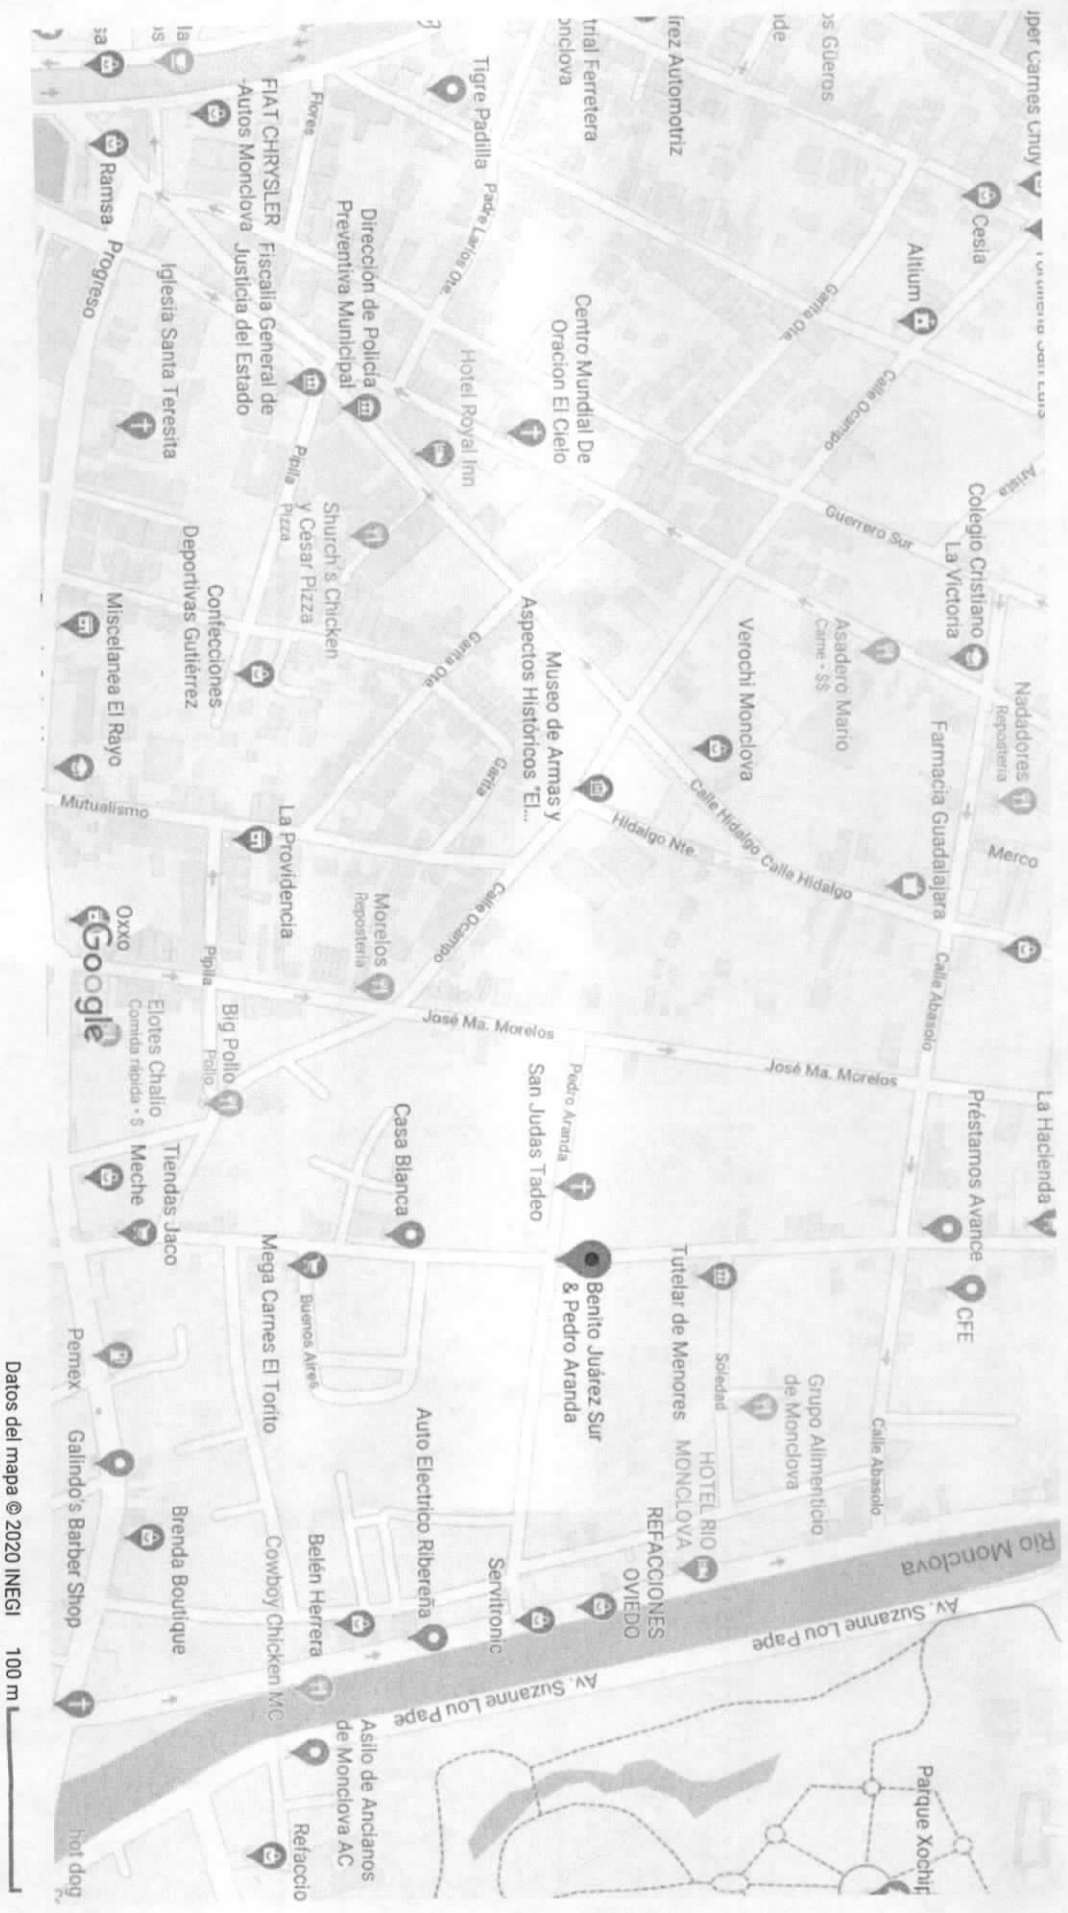 Cesia
Altium
Garita Ote.
Calle Ocampo
Arista
Guerrero Sur
Colegio Cristiano
La Victoria
Nadadores
Repostería
Asadero Mario
Carne • $$
Verochi Monclova
Farmacia Guadalajara
Merco
Calle Hidalgo
Calle Hidalgo
Hidalgo Nte.
Calle Abasolo
José Ma. Morelos
La Hacienda
Préstamos Avance
CFE
Tigre Padilla
Padre Larios Ote.
Flores
FIAT CHRYSLER
-Autos Monclova
Fiscalía General de
Justicia del Estado
Dirección de Policía
Preventiva Municipal
Ramsa
Progreso
Iglesia Santa Teresita
Hotel Royal Inn
Centro Mundial De
Oracion El Cielo
Pipila
Shurch's Chicken
y César Pizza
Pizza
Confecciones
Deportivas Gutiérrez
Miscelanea El Rayo
Garita Ote.
Garita
Museo de Armas y
Aspectos Históricos "El...
Mutualismo
La Providencia
Morelos
Repostería
Calle Ocampo
José Ma. Morelos
Oxxo
Google
Pipila
Big Pollo
Pollo
Elotes Chalio
Comida rápida • $
Meche
Tiendas Jaco
Casa Blanca
San Judas Tadeo
Pedro Aranda
Benito Juárez Sur
& Pedro Aranda
Tutelar de Menores
Soledad
Grupo Alimenticio
de Monclova
Calle Abasolo
HOTEL RIO
MONCLOVA
REFACCIONES
OVIEDO
Mega Carnes El Torito
Buenos Aires
Pemex
Galindo's Barber Shop
Brenda Boutique
Auto Electrico Ribereña
Servitronic
Belén Herrera
Cowboy Chicken MC
Rio Monclova
Av. Suzanne Lou Pape
Av. Suzanne Lou Pape
Asilo de Ancianos
de Monclova AC
Refaccio
hot dog
Parque Xochip
Datos del mapa © 2020 INEGI 100 m